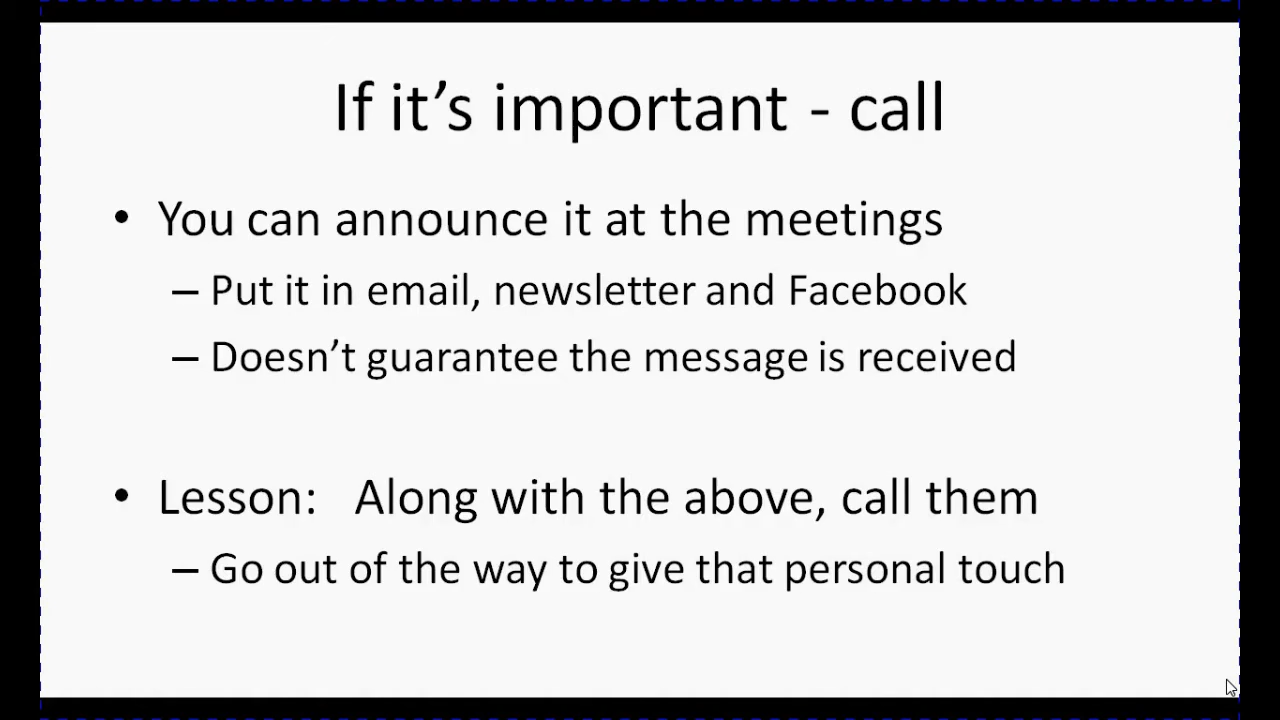 If it’s important - call
• You can announce it at the meetings
– Put it in email, newsletter and Facebook
– Doesn’t guarantee the message is received
• Lesson: Along with the above, call them
– Go out of the way to give that personal touch